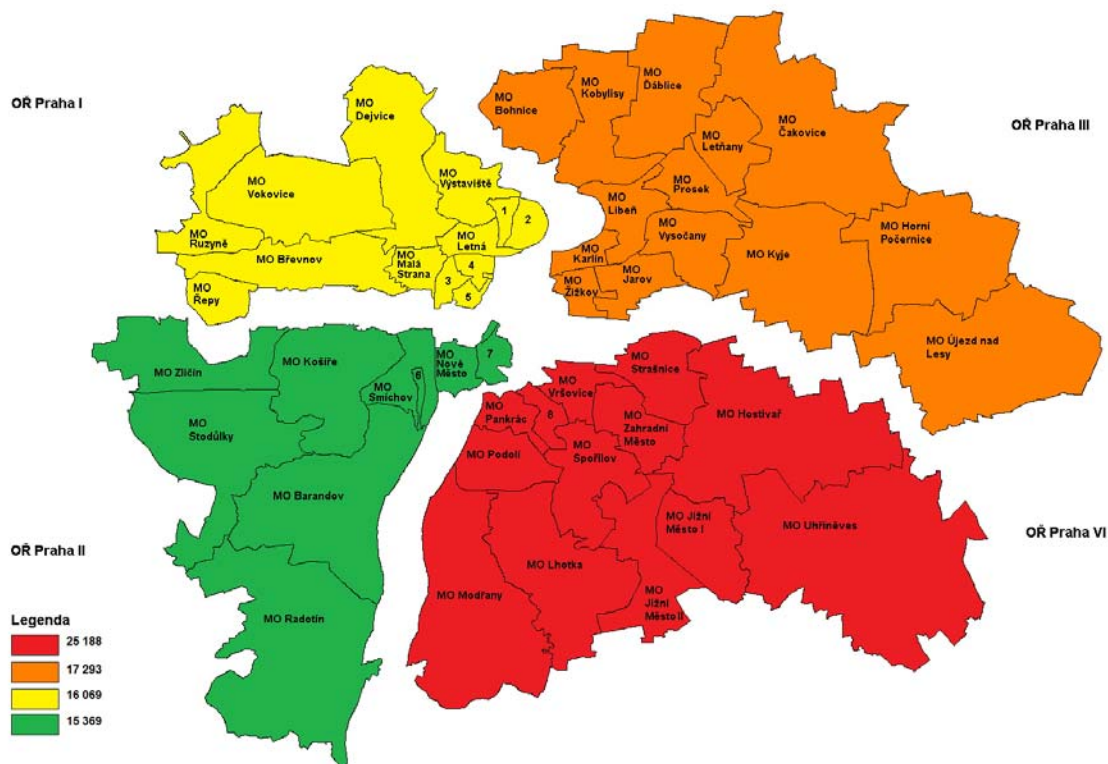 OŘ Praha I
MO
Dejvice
MO
Vokovice
MO
Výstaviště
1
2
MO
Ruzyně
MO Břevnov
MO
Malá
Strana
MO
Letná
3
4
5
MO
Řepy
OŘ Praha III
MO
Bohnice
MO
Kobylisy
MO
Ďáblice
MO
Letňany
MO
Čakovice
MO
Prosek
MO
Libeň
MO
Vysočany
MO
Karlín
MO
Žižkov
MO
Jarov
MO Kyje
MO Horní
Počernice
MO Újezd nad
Lesy
OŘ Praha II
MO Zličín
MO Košíře
MO
Smíchov
6
MO
Nové
Město
7
MO
Stodůlky
MO Barandov
MO Radotín
OŘ Praha VI
MO
Strašnice
MO
Vršovice
MO
Pankrác
8
MO
Zahradní
Město
MO Hostivař
MO Podolí
MO
Spořilov
MO Jižní
Město I
MO Uhříněves
MO Lhotka
MO Modřany
MO
Jižní
Město II
Legenda
25 188
17 293
16 069
15 369